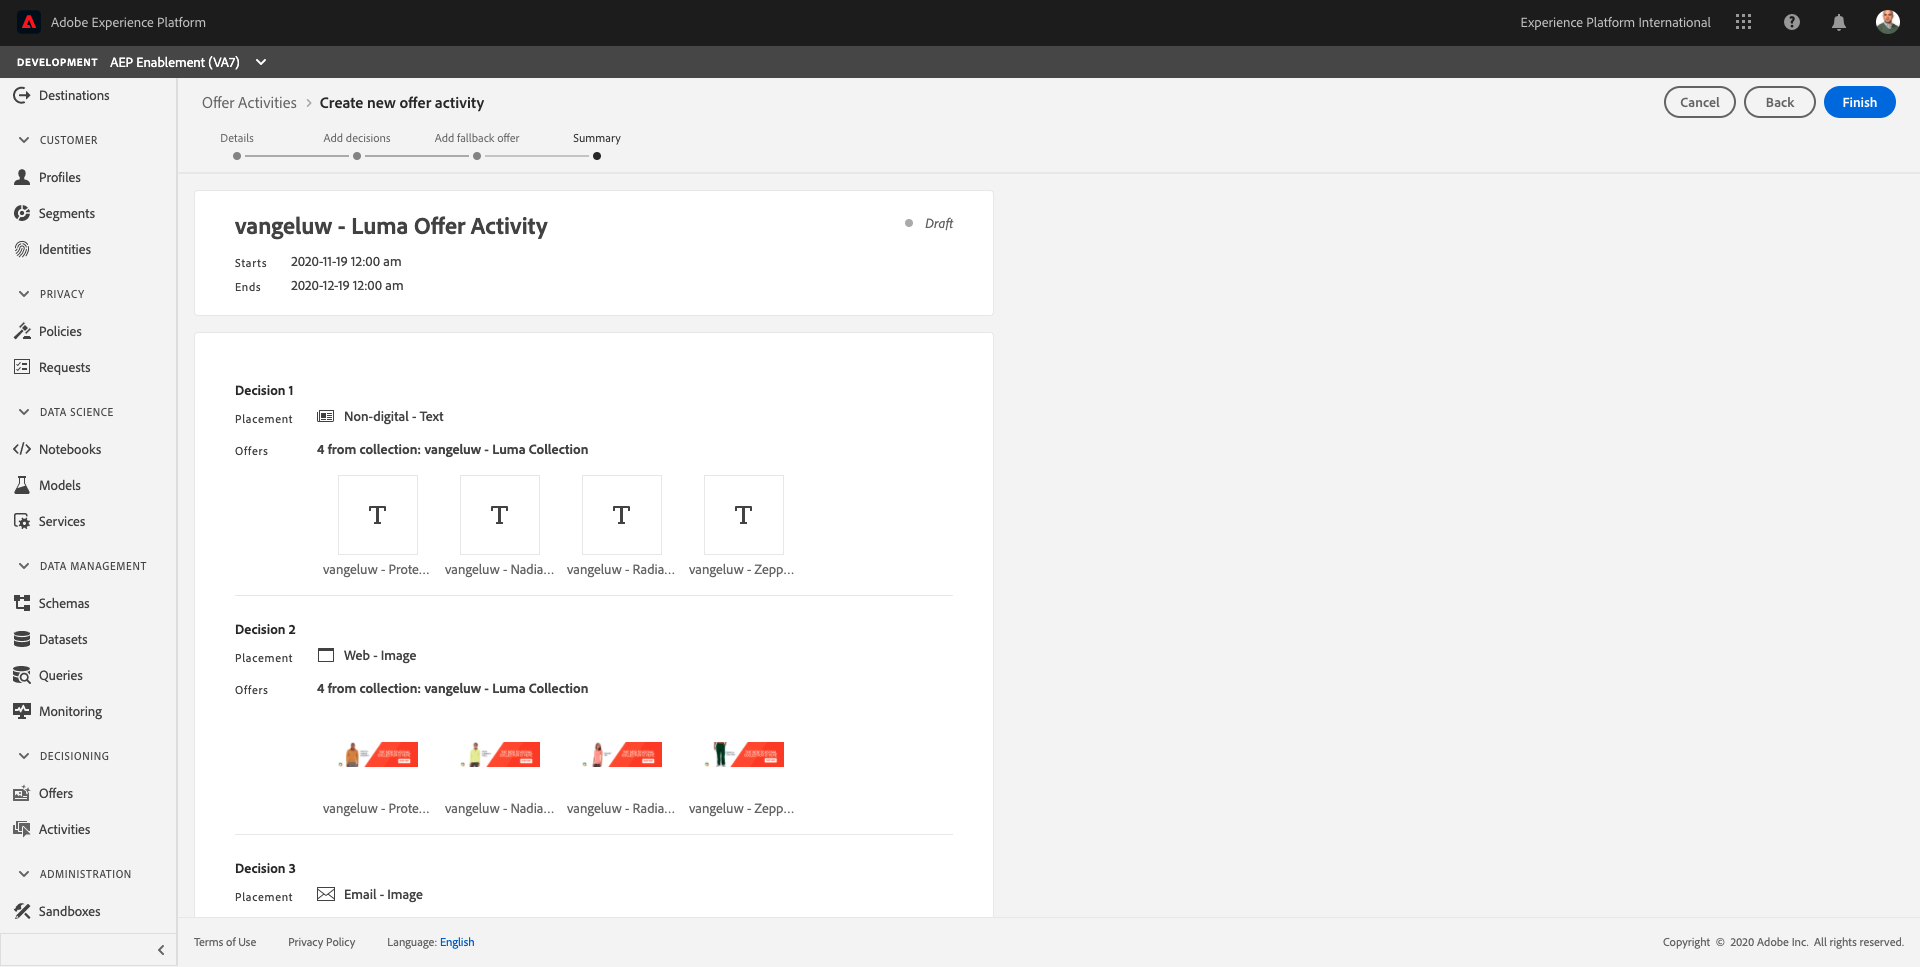 Adobe Experience Platform
Experience Platform International
DEVELOPMENT AEP Enablement (VA7)
Destinations
CUSTOMER
Profiles
Segments
Identities
PRIVACY
Policies
Requests
DATA SCIENCE
Notebooks
Models
Services
DATA MANAGEMENT
Schemas
Datasets
Queries
Monitoring
DECISIONING
Offers
Activities
ADMINISTRATION
Sandboxes
Offer Activities > Create new offer activity
Cancel
Back
Finish
Details
Add decisions
Add fallback offer
Summary
vangeluw - Luma Offer Activity
Draft
Starts 2020-11-19 12:00 am
Ends 2020-12-19 12:00 am
Decision 1
Placement Non-digital - Text
Offers 4 from collection: vangeluw - Luma Collection
T T T T
vangeluw - Prote... vangeluw - Nadia... vangeluw - Radia... vangeluw - Zepp...
Decision 2
Placement Web - Image
Offers 4 from collection: vangeluw - Luma Collection
vangeluw - Prote... vangeluw - Nadia... vangeluw - Radia... vangeluw - Zepp...
Decision 3
Placement Email - Image
Terms of Use Privacy Policy Language: English
Copyright © 2020 Adobe Inc. All rights reserved.